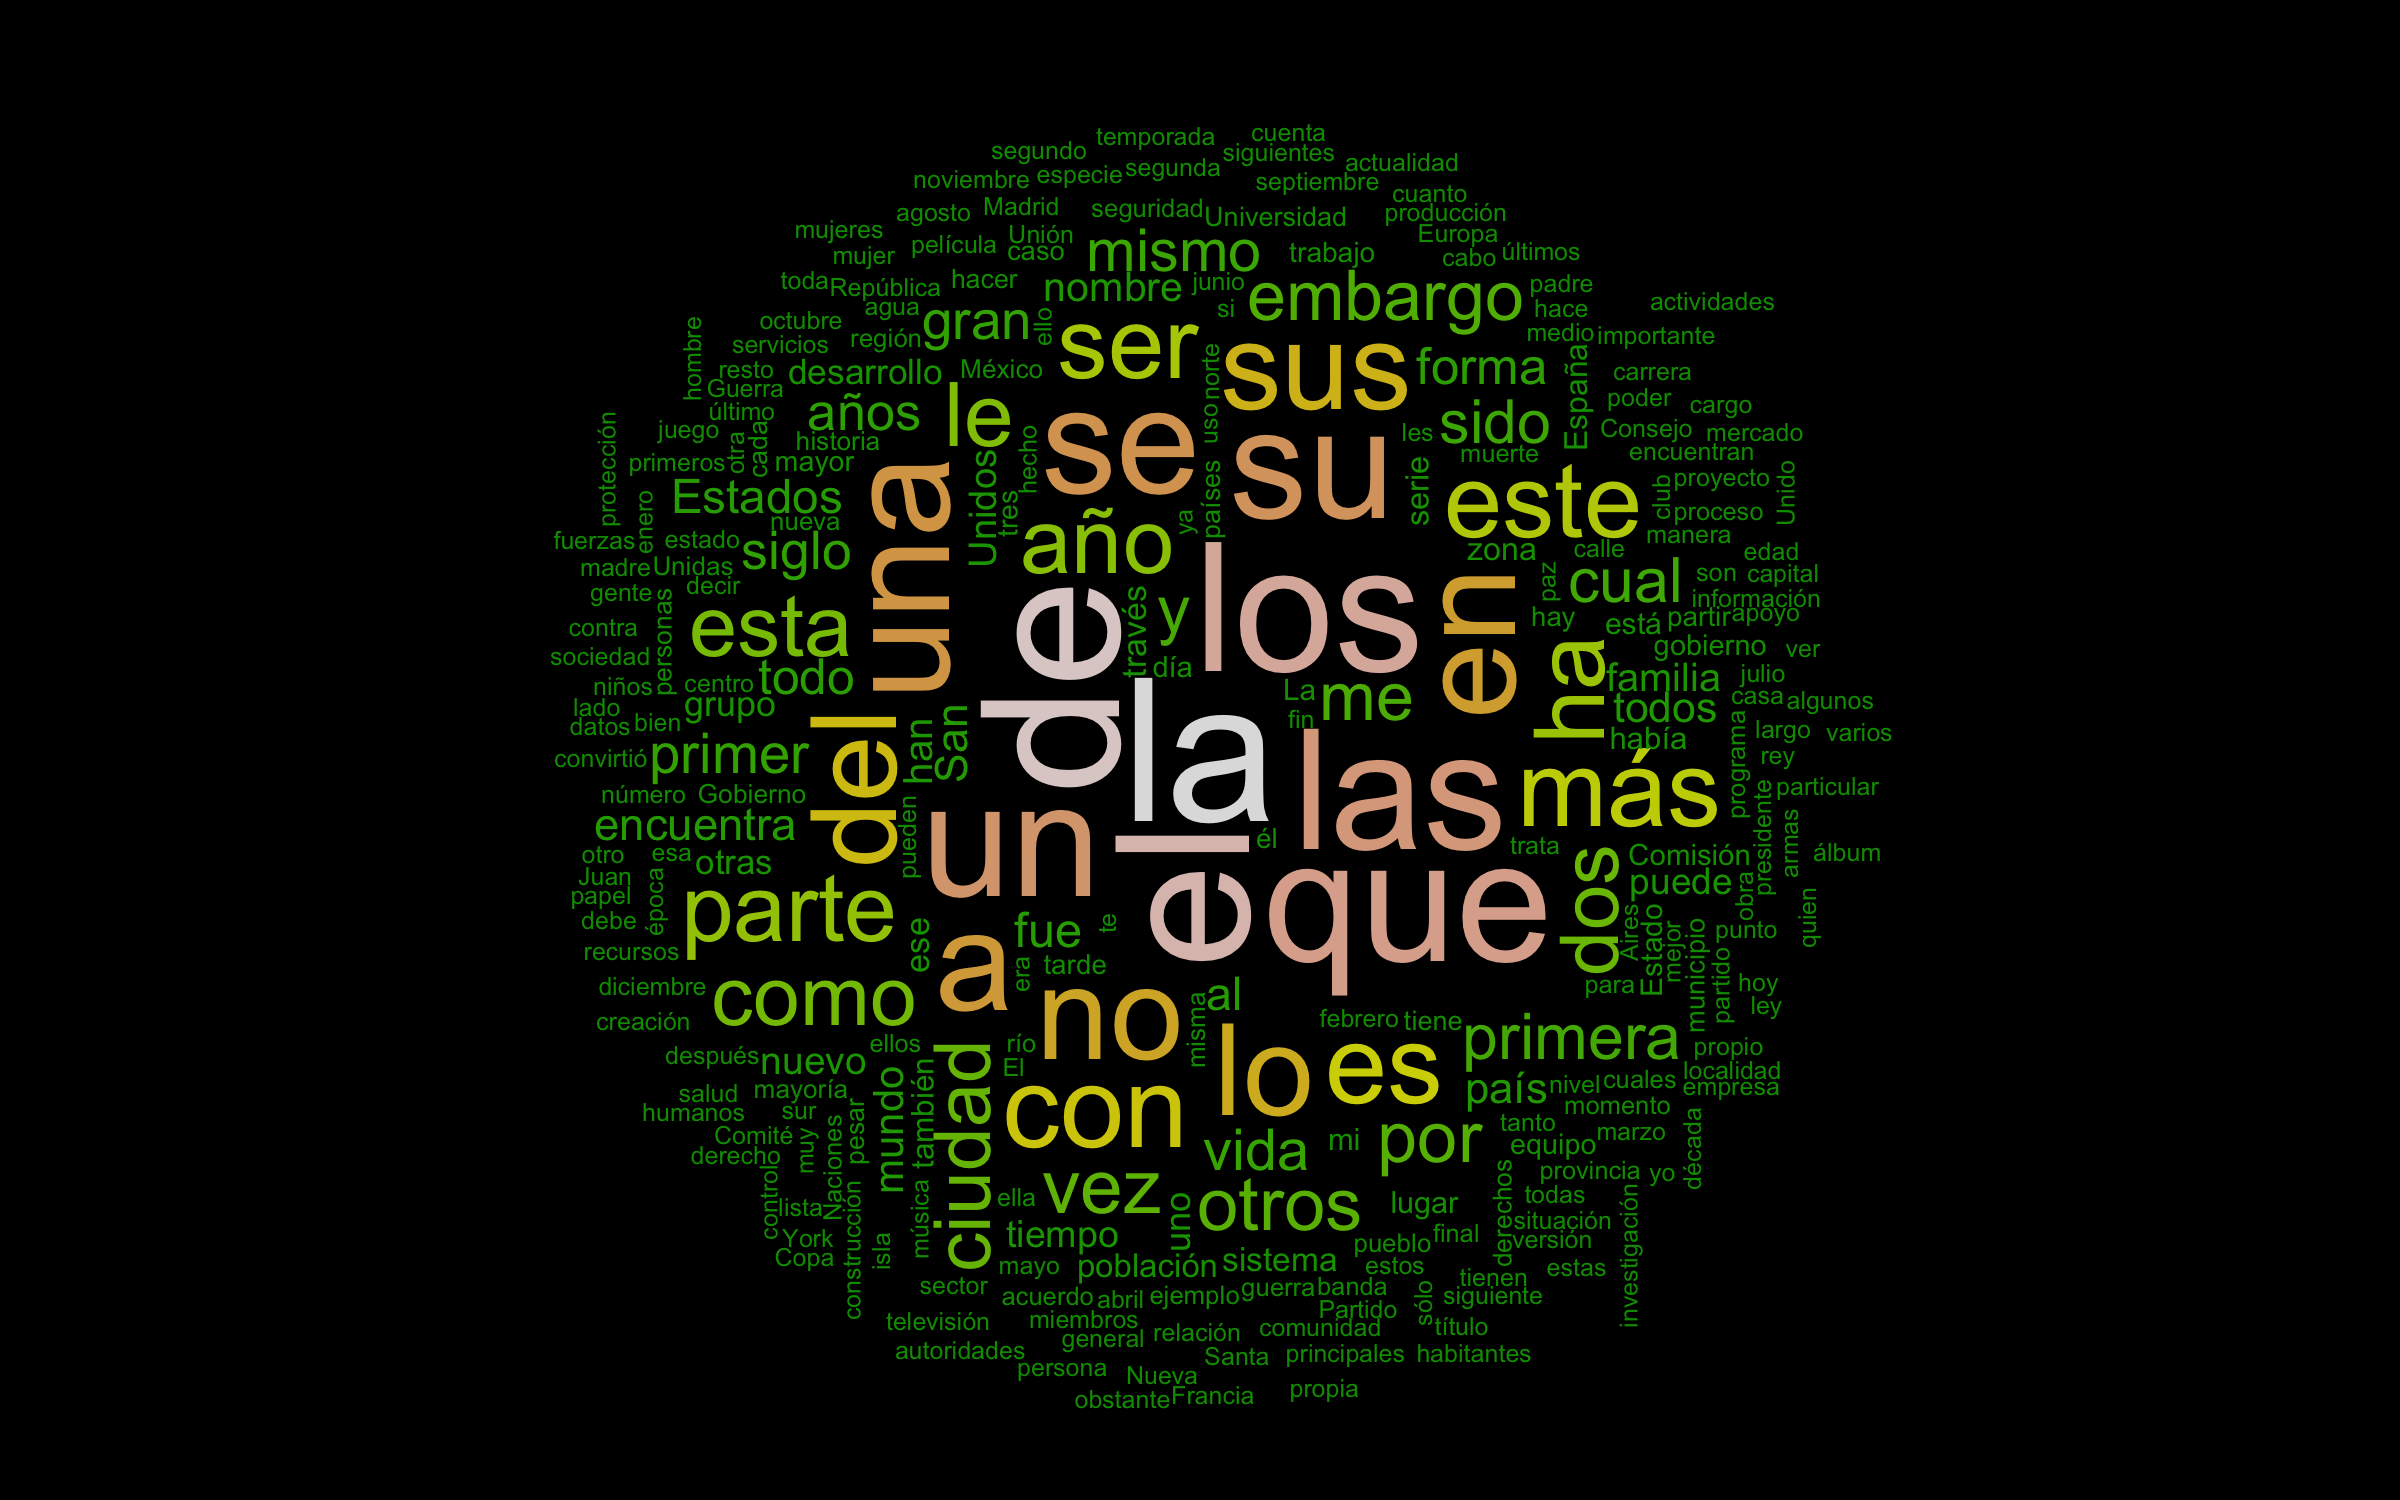 temporada
cuenta
segundo
siguientes
segunda
actualidad
noviembre
especie
septiembre
cuanto
agosto
Madrid
seguridad
Universidad
producción
mujeres
película
Unión
caso
mismo
trabajo
Europa
cabo
últimos
mujer
toda
República
hacer
nombre
junio
embargo
padre
hace
actividades
agua
gran
ello
si
octubre
servicios
región
ser
sus
medio
importante
hombre
resto
desarrollo
México
norte
forma
España
carrera
Guerra
último
años
le
se
uso
su
les
sido
poder
cargo
Consejo
mercado
juego
otra
cada
historia
protección
primeros
mayor
Unidos
hecho
muerte
encuentran
serie
países
este
club
proyecto
Unido
Estados
una
tres
año
ya
enero
nueva
proceso
manera
fuerzas
estado
siglo
zona
calle
edad
madre
Unidas
decir
de
través
y
los
en
paz
cual
son
capital
gente
información
personas
esta
hay
está
partir
apoyo
contra
ha
gobierno
ver
sociedad
día
todo
niños
centro
La
me
familia
julio
lado
grupo
todos
casa
algunos
datos
bien
del
han
San
la
fin
había
largo
varios
convirtió
primer
las
más
programa
rey
número
Gobierno
particular
encuentra
pueden
un
el
él
trata
dos
Comisión
presidente
armas
álbum
otro
esa
otras
Juan
papel
época
que
puede
obra
debe
parte
ese
a
fue
te
Aires
Estado
mejor
municipio
punto
quien
recursos
era
tarde
partido
diciembre
como
no
misma
al
para
hoy
ley
creación
febrero
tiene
primera
ellos
río
después
nuevo
ciudad
El
lo
es
propio
localidad
salud
mayoría
mundo
también
con
país
nivel
cuales
empresa
humanos
sur
momento
Comité
muy
Naciones
pesar
vida
mi
por
tanto
equipo
marzo
década
derecho
control
música
vez
provincia
yo
lista
construcción
ella
uno
otros
lugar
derechos
todas
York
isla
tiempo
pueblo
final
situación
versión
investigación
Copa
mayo
población
sistema
estos
tienen
estas
sector
acuerdo
abril
ejemplo
guerra
banda
sólo
siguiente
televisión
miembros
Partido
general
relación
comunidad
título
autoridades
Santa
principales
habitantes
persona
Nueva
obstante
Francia
propia